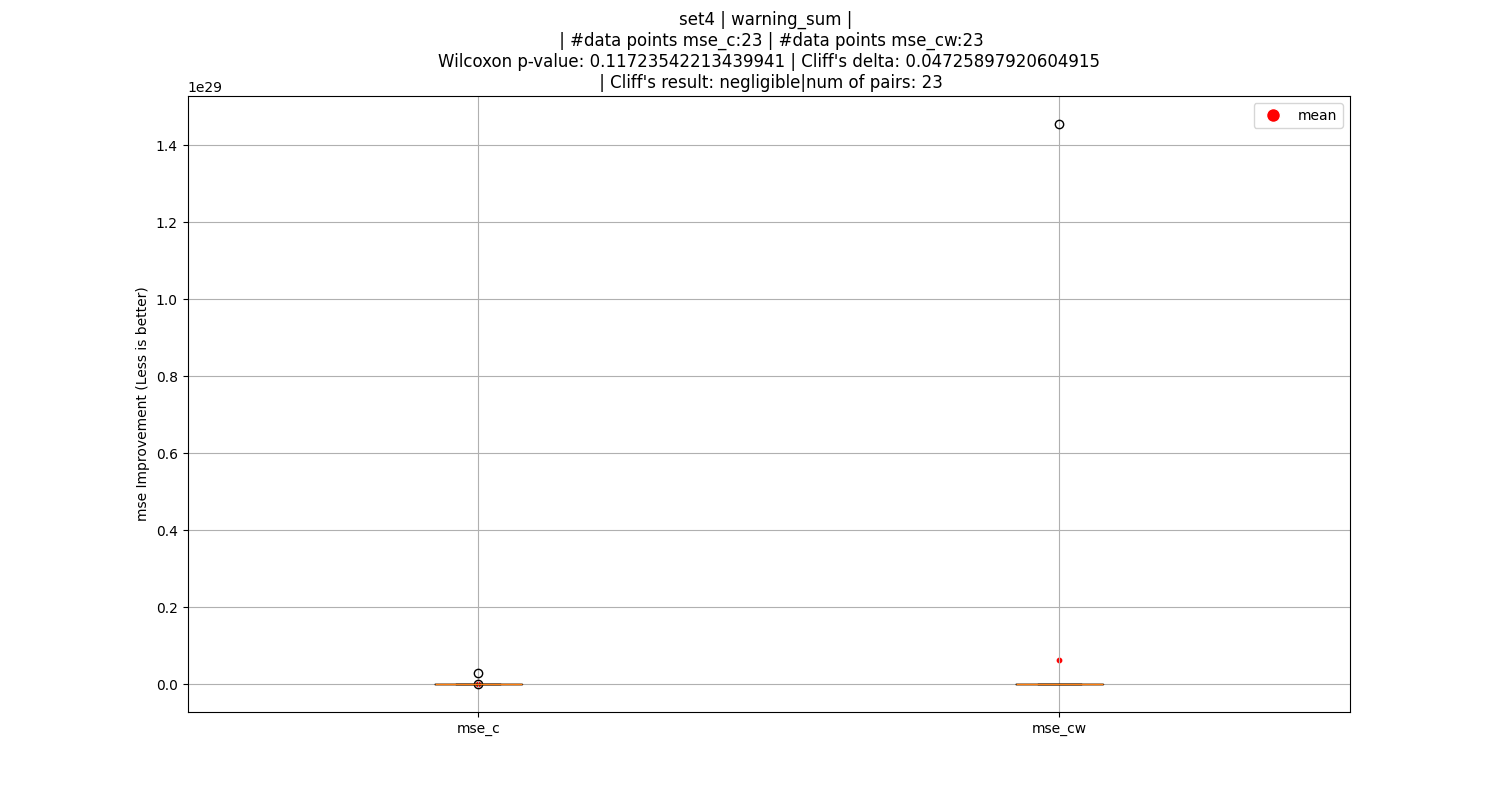 set4 | warning_sum |
| #data points mse_c:23 | #data points mse_cw:23
Wilcoxon p-value: 0.11723542213439941 | Cliff's delta: 0.04725897920604915
| Cliff's result: negligible|num of pairs: 23
1e29
mean
1.4
1.2
1.0
0.8
0.6
0.4
0.2
0.0
mse Improvement (Less is better)
mse_c
mse_cw